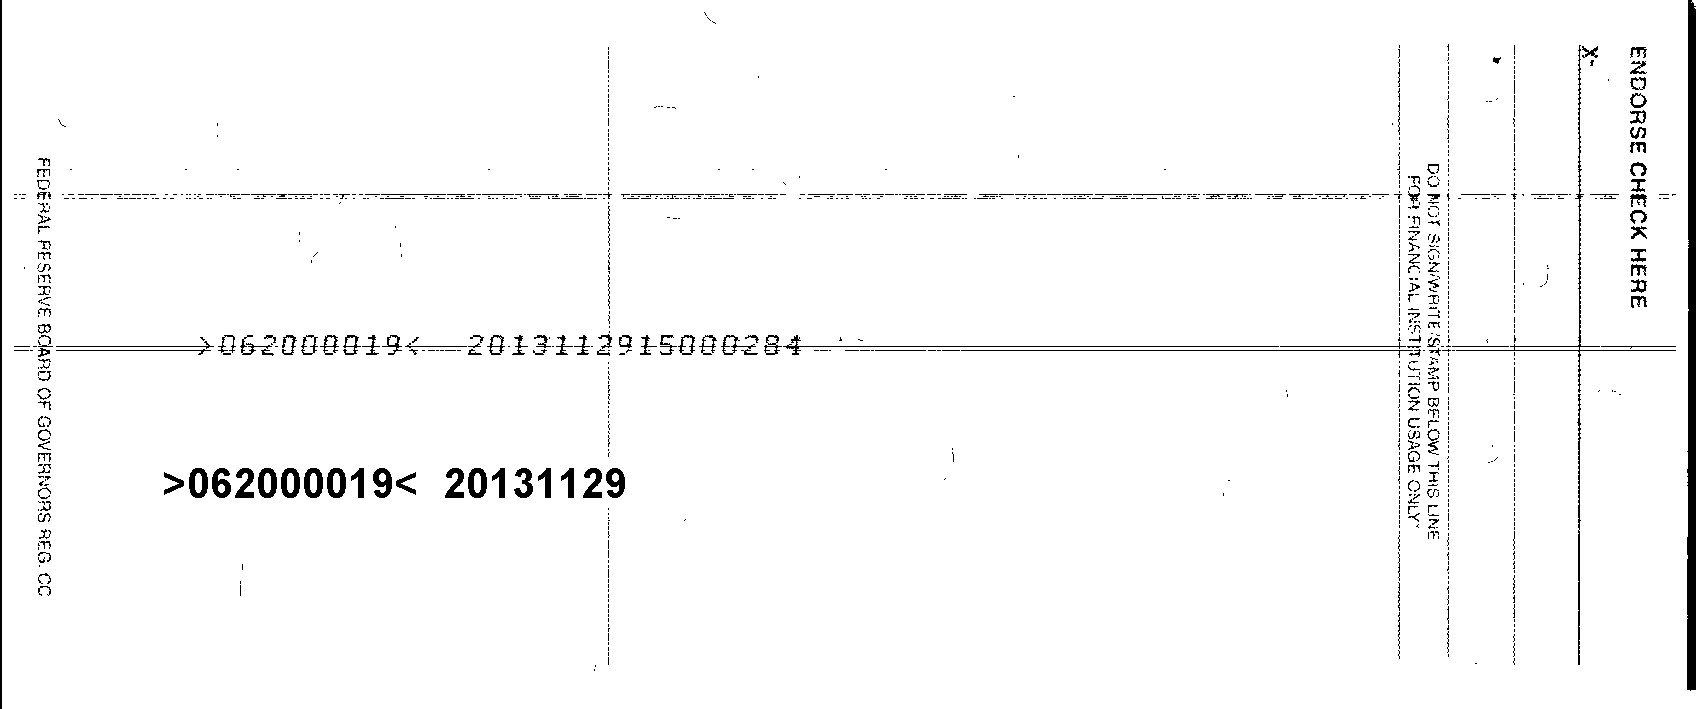 ENDORSE CHECK HERE
X
DO NOT SIGN/WRITE/STAMP BELOW THIS LINE
FOR FINANCIAL INSTITUTION USAGE ONLY*
>062000019< 2013112915000284
>062000019< 20131129
FEDERAL RESERVE BOARD OF GOVERNORS REG. CC